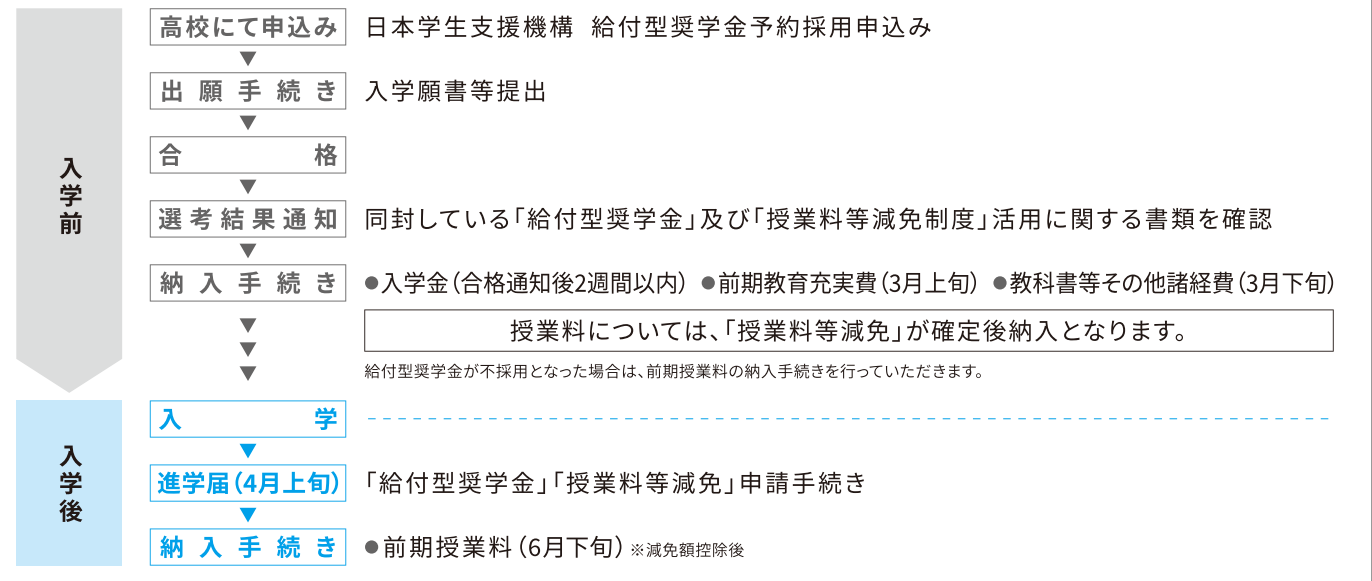 入学前
高校にて申込み 日本学生支援機構 給付型奨学金予約採用申込み
▼
出願手続き 入学願書等提出
▼
合格
▼
選考結果通知 同封している「給付型奨学金」及び「授業料等減免制度」活用に関する書類を確認
▼
納入手続き ●入学金(合格通知後2週間以内) ●前期教育充実費(3月上旬) ●教科書等その他諸経費(3月下旬)
▼
授業料については、「授業料等減免」が確定後納入となります。
▼
▼
給付型奨学金が不採用となった場合は、前期授業料の納入手続きを行っていただきます。
入学後
入学
▼
進学届(4月上旬) 「給付型奨学金」「授業料等減免」申請手続き
▼
納入手続き ●前期授業料(6月下旬) ※減免額控除後